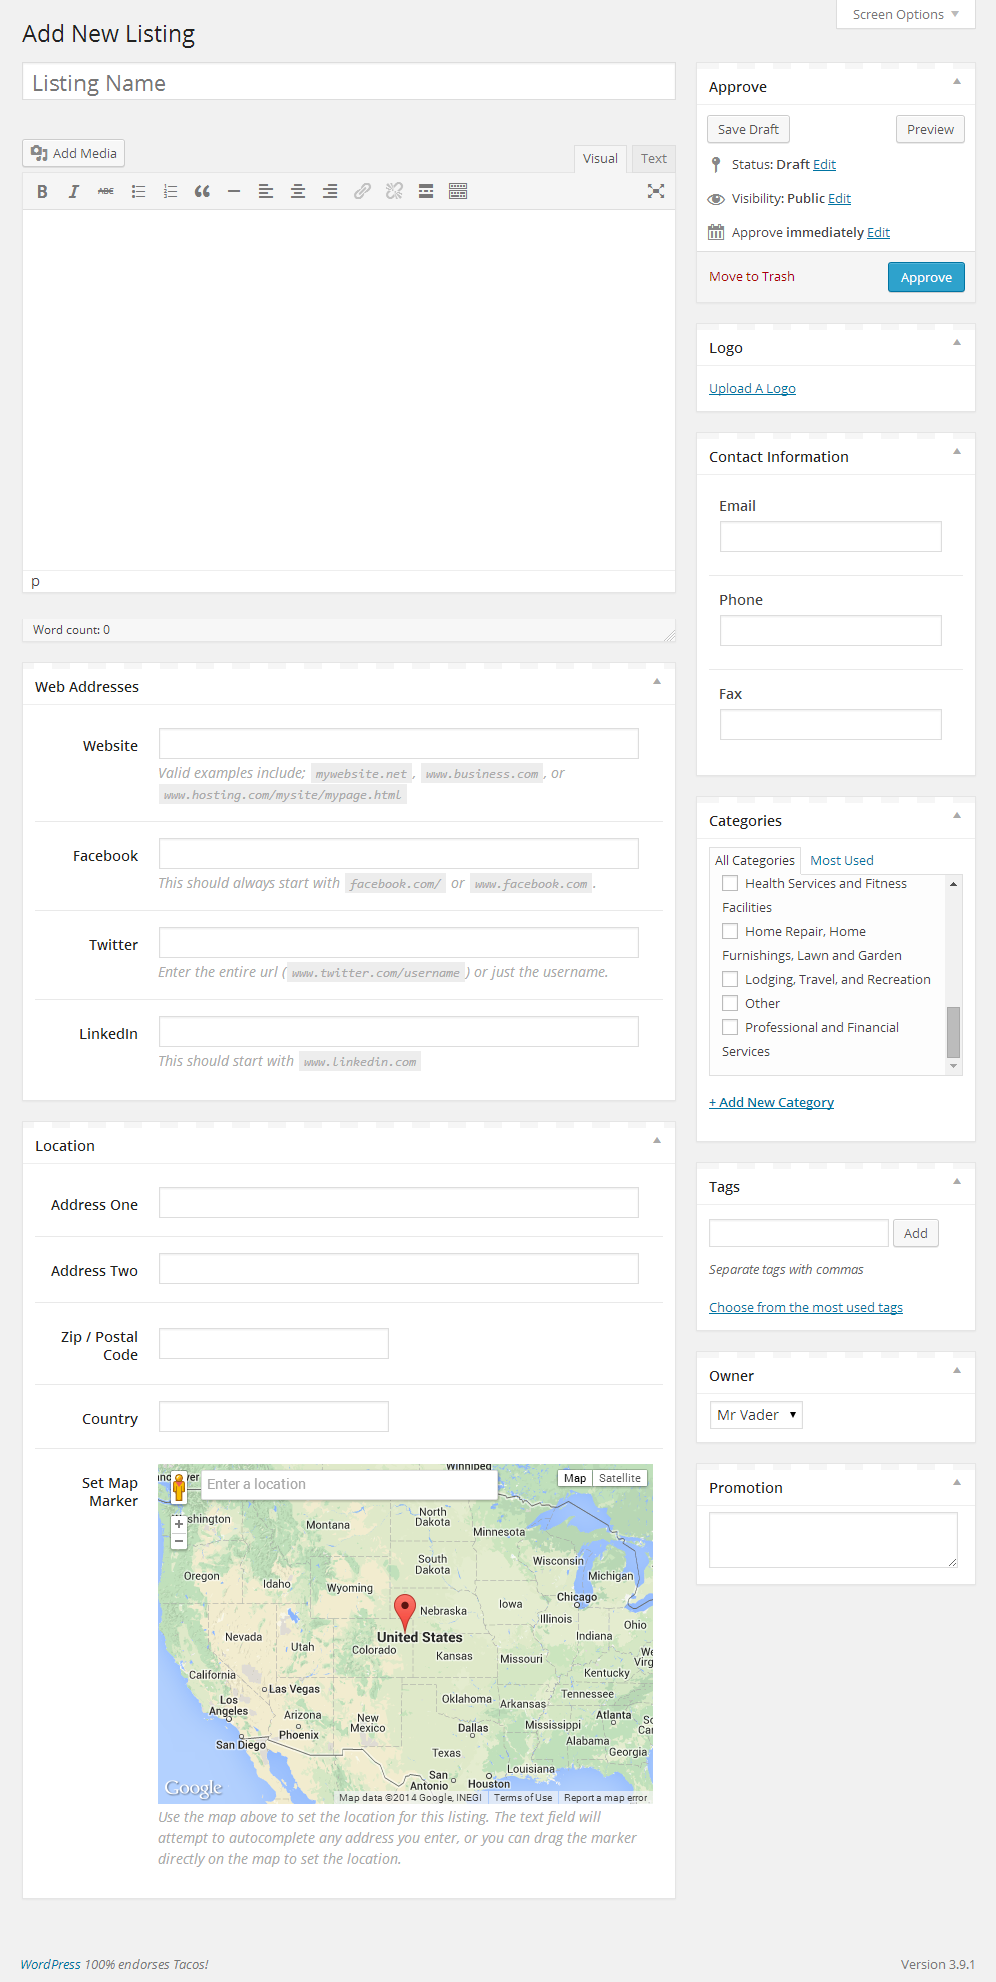 Screen Options
Add New Listing
Listing Name
Add Media
Visual
Text
B I ABC
p
Word count: 0
Web Addresses
Website
Valid examples include; mywebsite.net, www.business.com, or
www.hosting.com/mysite/mypage.html
Facebook
This should always start with facebook.com/ or www.facebook.com.
Twitter
Enter the entire url (www.twitter.com/username) or just the username.
LinkedIn
This should start with www.linkedin.com
Location
Address One
Address Two
Zip / Postal
Code
Country
Set Map
Marker
Enter a location
Map
Satellite
Winnipeg
Montana
North
Dakota
Minnesota
South
Dakota
Wisconsin
Michigan
Oregon
Idaho
Wyoming
Chicago
Iowa
Nebraska
Illinois
Ohio
Indiana
United States
Nevada
Utah
Colorado
Kansas
Missouri
We
Virg
Kentucky
California
Las Vegas
Los
Angeles
Oklahoma
Arkansas
Tennessee
Arizona
New
Mexico
Phoenix
Dallas
Mississippi
Atlanta
Sc
Car
Alabama
San Diego
Texas
Georgia
Louisiana
San
Antonio
Houston
Google
Map data ©2014 Google, INEGI
Terms of Use
Report a map error
Use the map above to set the location for this listing. The text field will
attempt to autocomplete any address you enter, or you can drag the marker
directly on the map to set the location.
Approve
Save Draft
Preview
Status: Draft Edit
Visibility: Public Edit
Approve immediately Edit
Move to Trash
Approve
Logo
Upload A Logo
Contact Information
Email
Phone
Fax
Categories
All Categories
Most Used
Health Services and Fitness
Facilities
Home Repair, Home
Furnishings, Lawn and Garden
Lodging, Travel, and Recreation
Other
Professional and Financial
Services
+ Add New Category
Tags
Add
Separate tags with commas
Choose from the most used tags
Owner
Mr Vader
Promotion
WordPress 100% endorses Tacos!
Version 3.9.1